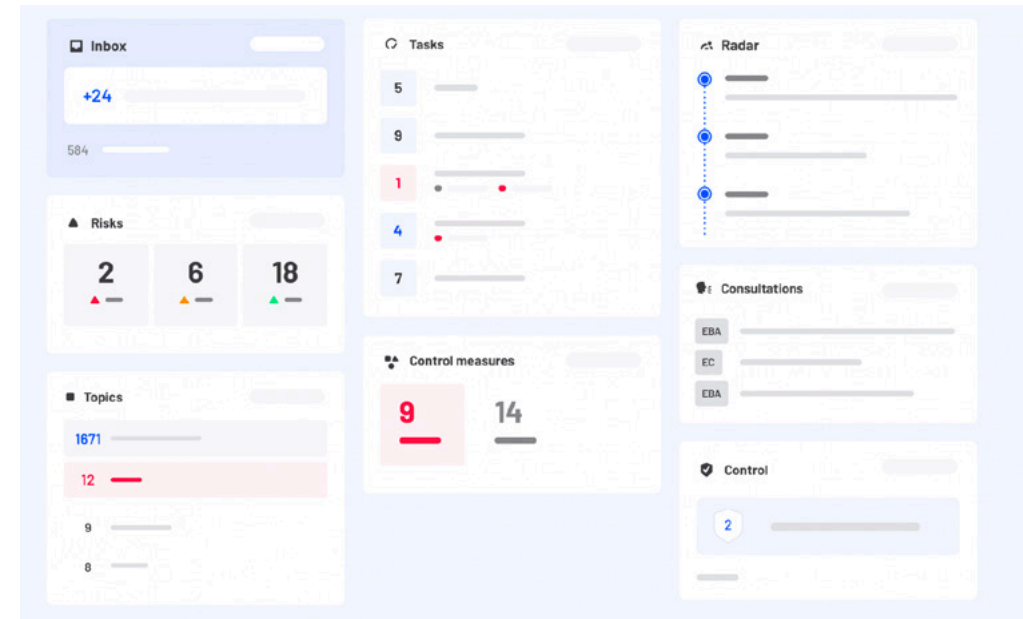 Inbox
+24
584
Risks
2 6 18
Topics
1671
12
9
8
Tasks
5
9
1
4
7
Control measures
9 14
Radar
Consultations
EBA
EC
EBA
Control
2